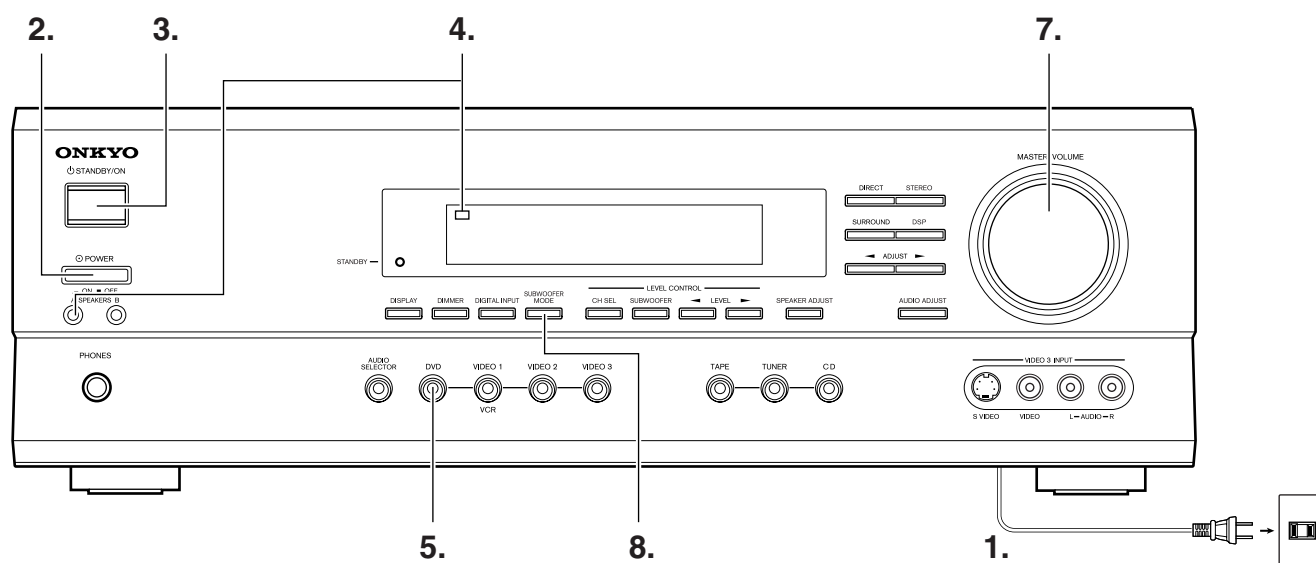 2. 3. 4. 7.
ONKYO
⏻ STANDBY/ON
MASTER VOLUME
DIRECT STEREO
SURROUND DSP
◄ ADJUST ►
⊙ POWER
▬ ON ■ OFF
A SPEAKERS B
STANDBY
DISPLAY DIMMER DIGITAL INPUT SUBWOOFER MODE
LEVEL CONTROL
CH SEL SUBWOOFER ◄ LEVEL ►
SPEAKER ADJUST
AUDIO ADJUST
PHONES
AUDIO SELECTOR
DVD VIDEO 1 VIDEO 2 VIDEO 3
VCR
TAPE TUNER CD
VIDEO 3 INPUT
S VIDEO VIDEO L AUDIO R
5. 8. 1.